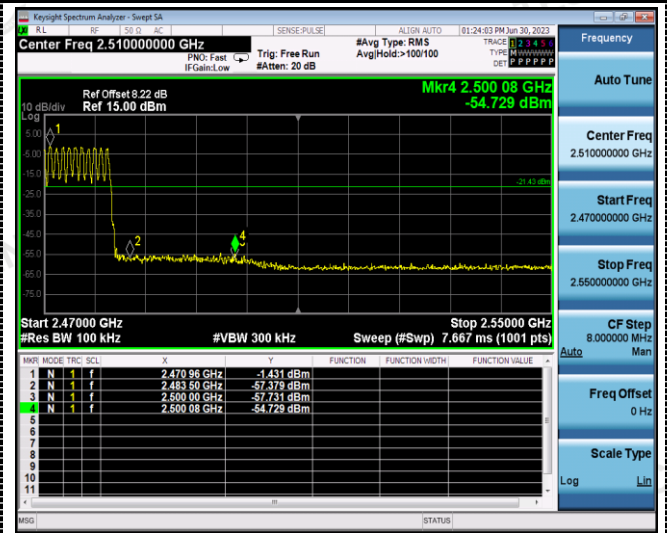 Keysight Spectrum Analyzer - Swept SA
RL RF 50 Ω AC SENSE:PULSE ALIGN AUTO 01:24:03 PM Jun 30, 2023
Center Freq 2.510000000 GHz
PNO: Fast
IFGain:Low
Trig: Free Run
#Atten: 20 dB
#Avg Type: RMS
Avg|Hold:>100/100
TRACE 1 2 3 4 5 6
TYPE MWWWWW
DET P P P P P P
Mkr4 2.500 08 GHz
-54.729 dBm
Ref Offset 8.22 dB
Ref 15.00 dBm
10 dB/div
Log
5.00
-5.00
-15.0
-25.0
-35.0
-45.0
-55.0
-65.0
-75.0
1
2
4
-21.43 dBm
Start 2.47000 GHz
Stop 2.55000 GHz
#Res BW 100 kHz
#VBW 300 kHz
Sweep (#Swp) 7.667 ms (1001 pts)
MKR MODE TRC SCL X Y FUNCTION FUNCTION WIDTH FUNCTION VALUE
1 N 1 f 2.470 96 GHz -1.431 dBm
2 N 1 f 2.483 50 GHz -57.379 dBm
3 N 1 f 2.500 00 GHz -57.731 dBm
4 N 1 f 2.500 08 GHz -54.729 dBm
5
6
7
8
9
10
11
MSG
STATUS
Frequency
Auto Tune
Center Freq
2.510000000 GHz
Start Freq
2.470000000 GHz
Stop Freq
2.550000000 GHz
CF Step
8.000000 MHz
Auto Man
Freq Offset
0 Hz
Scale Type
Log Lin